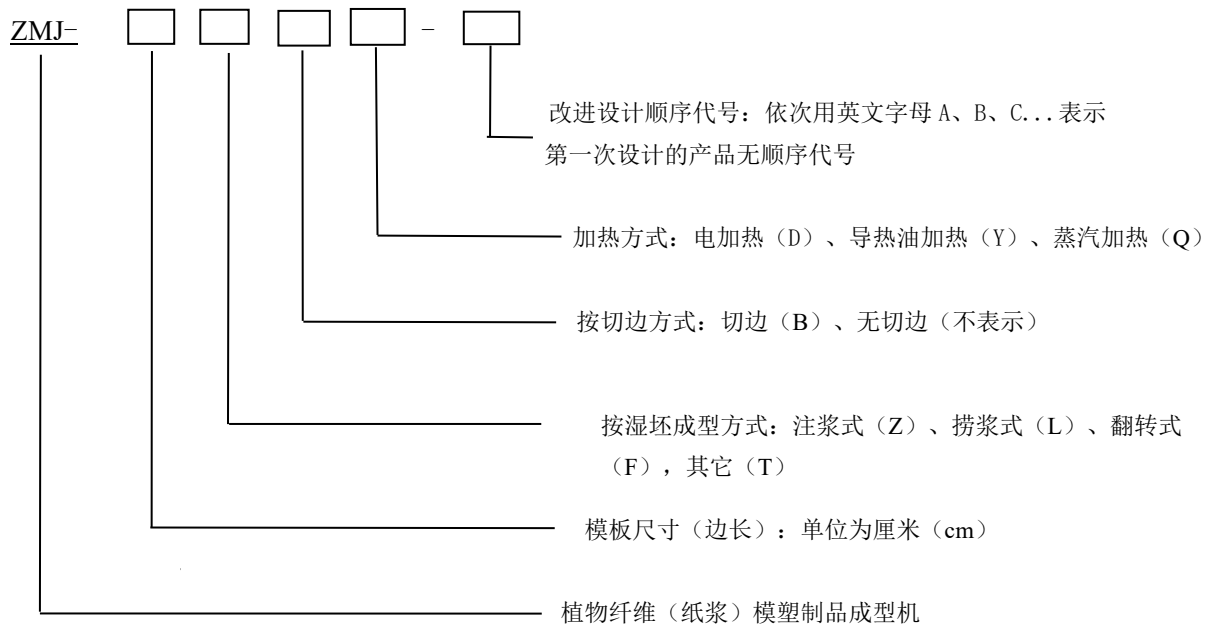 ZMJ- -
改进设计顺序代号：依次用英文字母 A、B、C...表示
第一次设计的产品无顺序代号
加热方式：电加热（D）、导热油加热（Y）、蒸汽加热（Q）
按切边方式：切边（B）、无切边（不表示）
按湿坯成型方式：注浆式（Z）、捞浆式（L）、翻转式
（F），其它（T）
模板尺寸（边长）：单位为厘米（cm）
植物纤维（纸浆）模塑制品成型机